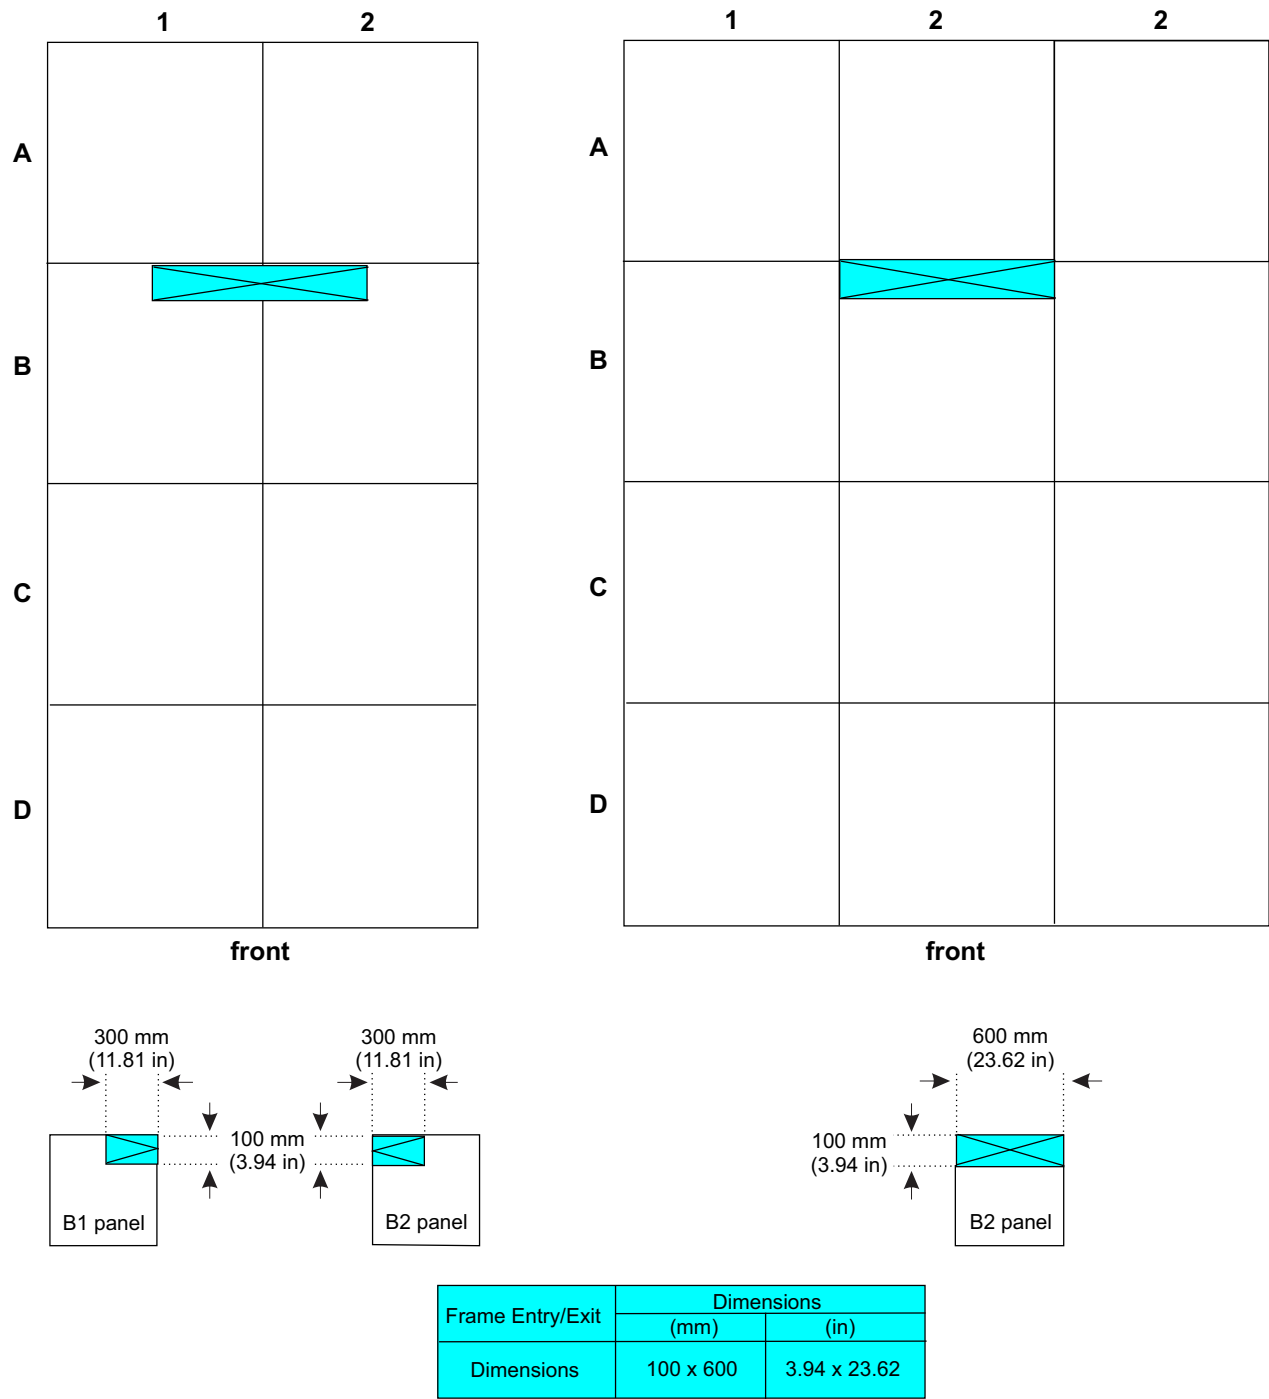 1 2
1 2 2
A
B
C
D
front
A
B
C
D
front
300 mm
(11.81 in)
300 mm
(11.81 in)
100 mm
(3.94 in)
B1 panel
B2 panel
600 mm
(23.62 in)
100 mm
(3.94 in)
B2 panel
Frame Entry/Exit Dimensions
(mm) (in)
Dimensions 100 x 600 3.94 x 23.62